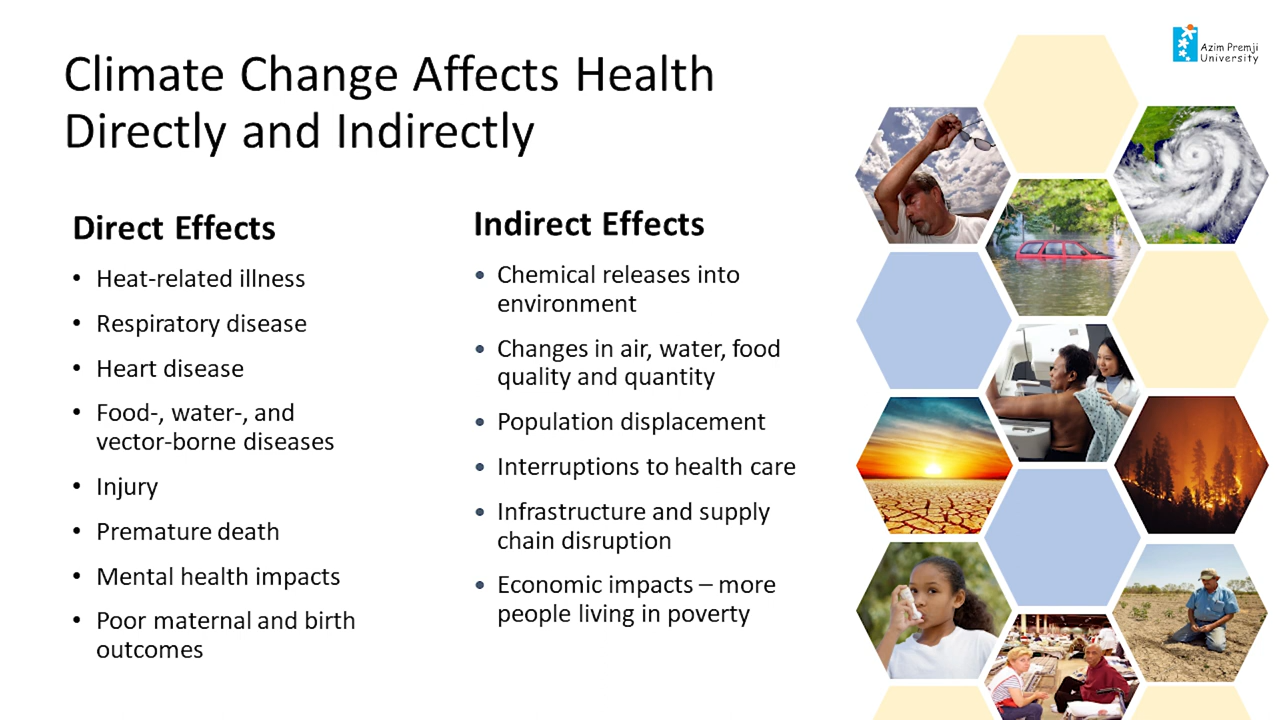 Azim Premji
University
Climate Change Affects Health
Directly and Indirectly
Direct Effects
• Heat-related illness
• Respiratory disease
• Heart disease
• Food-, water-, and
vector-borne diseases
• Injury
• Premature death
• Mental health impacts
• Poor maternal and birth
outcomes
Indirect Effects
• Chemical releases into
environment
• Changes in air, water, food
quality and quantity
• Population displacement
• Interruptions to health care
• Infrastructure and supply
chain disruption
• Economic impacts – more
people living in poverty